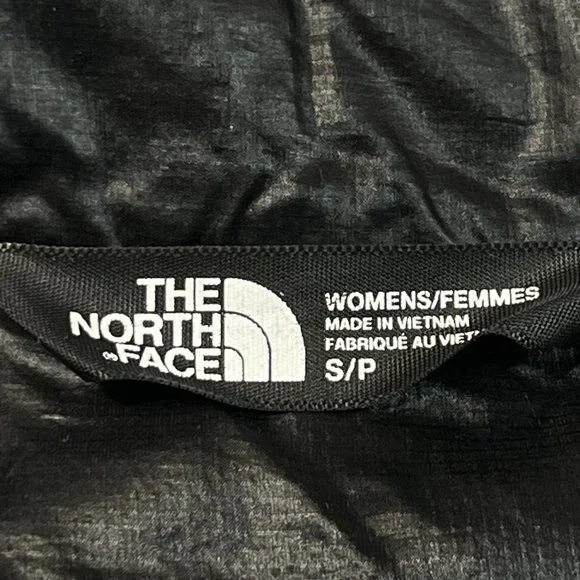 THE
NORTH
FACE
WOMENS/FEMMES
MADE IN VIETNAM
FABRIQUÉ AU
S/P